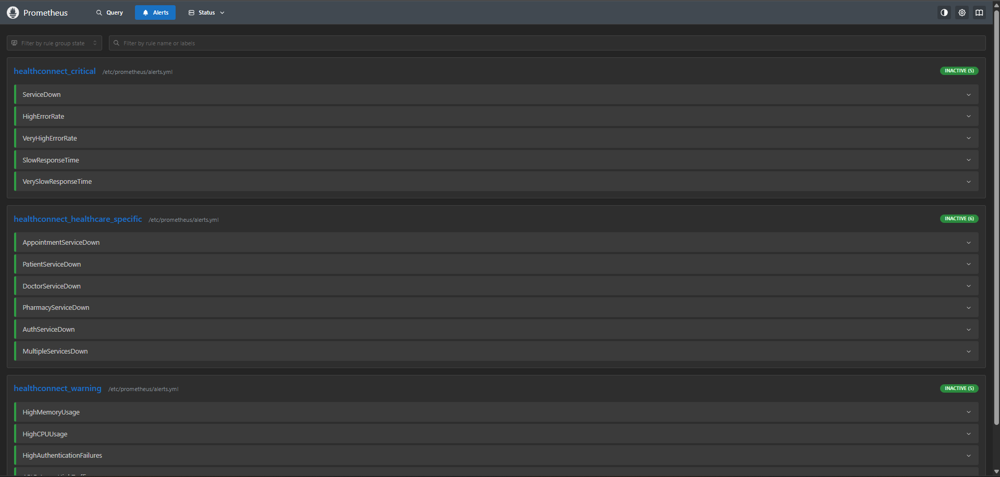 Prometheus Query Alerts Status
Filter by rule group state Filter by rule name or labels
healthconnect_critical /etc/prometheus/alerts.yml INACTIVE (5)
ServiceDown
HighErrorRate
VeryHighErrorRate
SlowResponseTime
VerySlowResponseTime
healthconnect_healthcare_specific /etc/prometheus/alerts.yml INACTIVE (6)
AppointmentServiceDown
PatientServiceDown
DoctorServiceDown
PharmacyServiceDown
AuthServiceDown
MultipleServicesDown
healthconnect_warning /etc/prometheus/alerts.yml INACTIVE (5)
HighMemoryUsage
HighCPUUsage
HighAuthenticationFailures